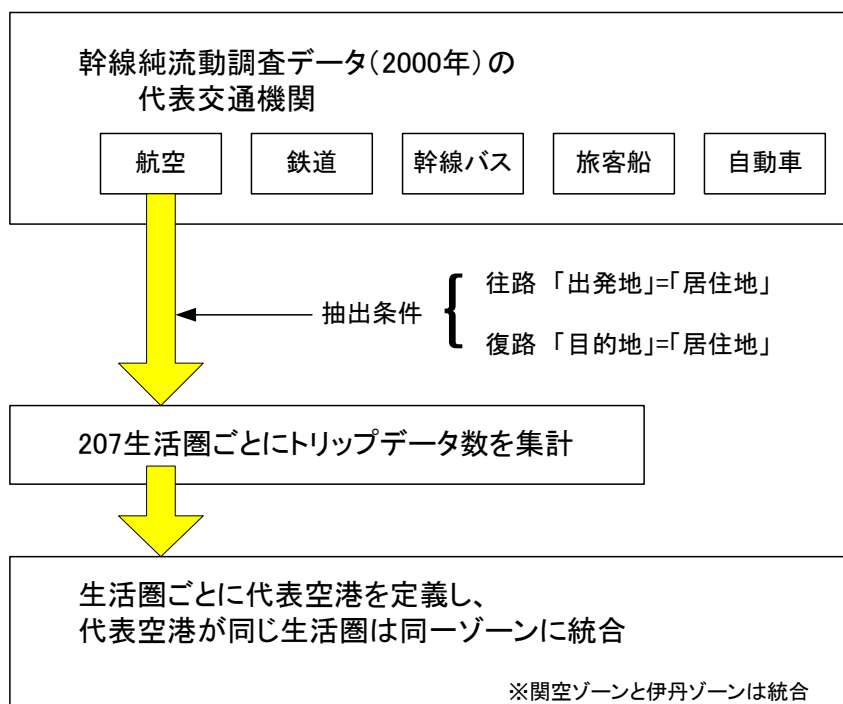 幹線純流動調査データ(2000年)の
代表交通機関
航空 鉄道 幹線バス 旅客船 自動車
抽出条件 {
往路 「出発地」=「居住地」
復路 「目的地」=「居住地」
207生活圏ごとにトリップデータ数を集計
生活圏ごとに代表空港を定義し、
代表空港が同じ生活圏は同一ゾーンに統合
※関空ゾーンと伊丹ゾーンは統合